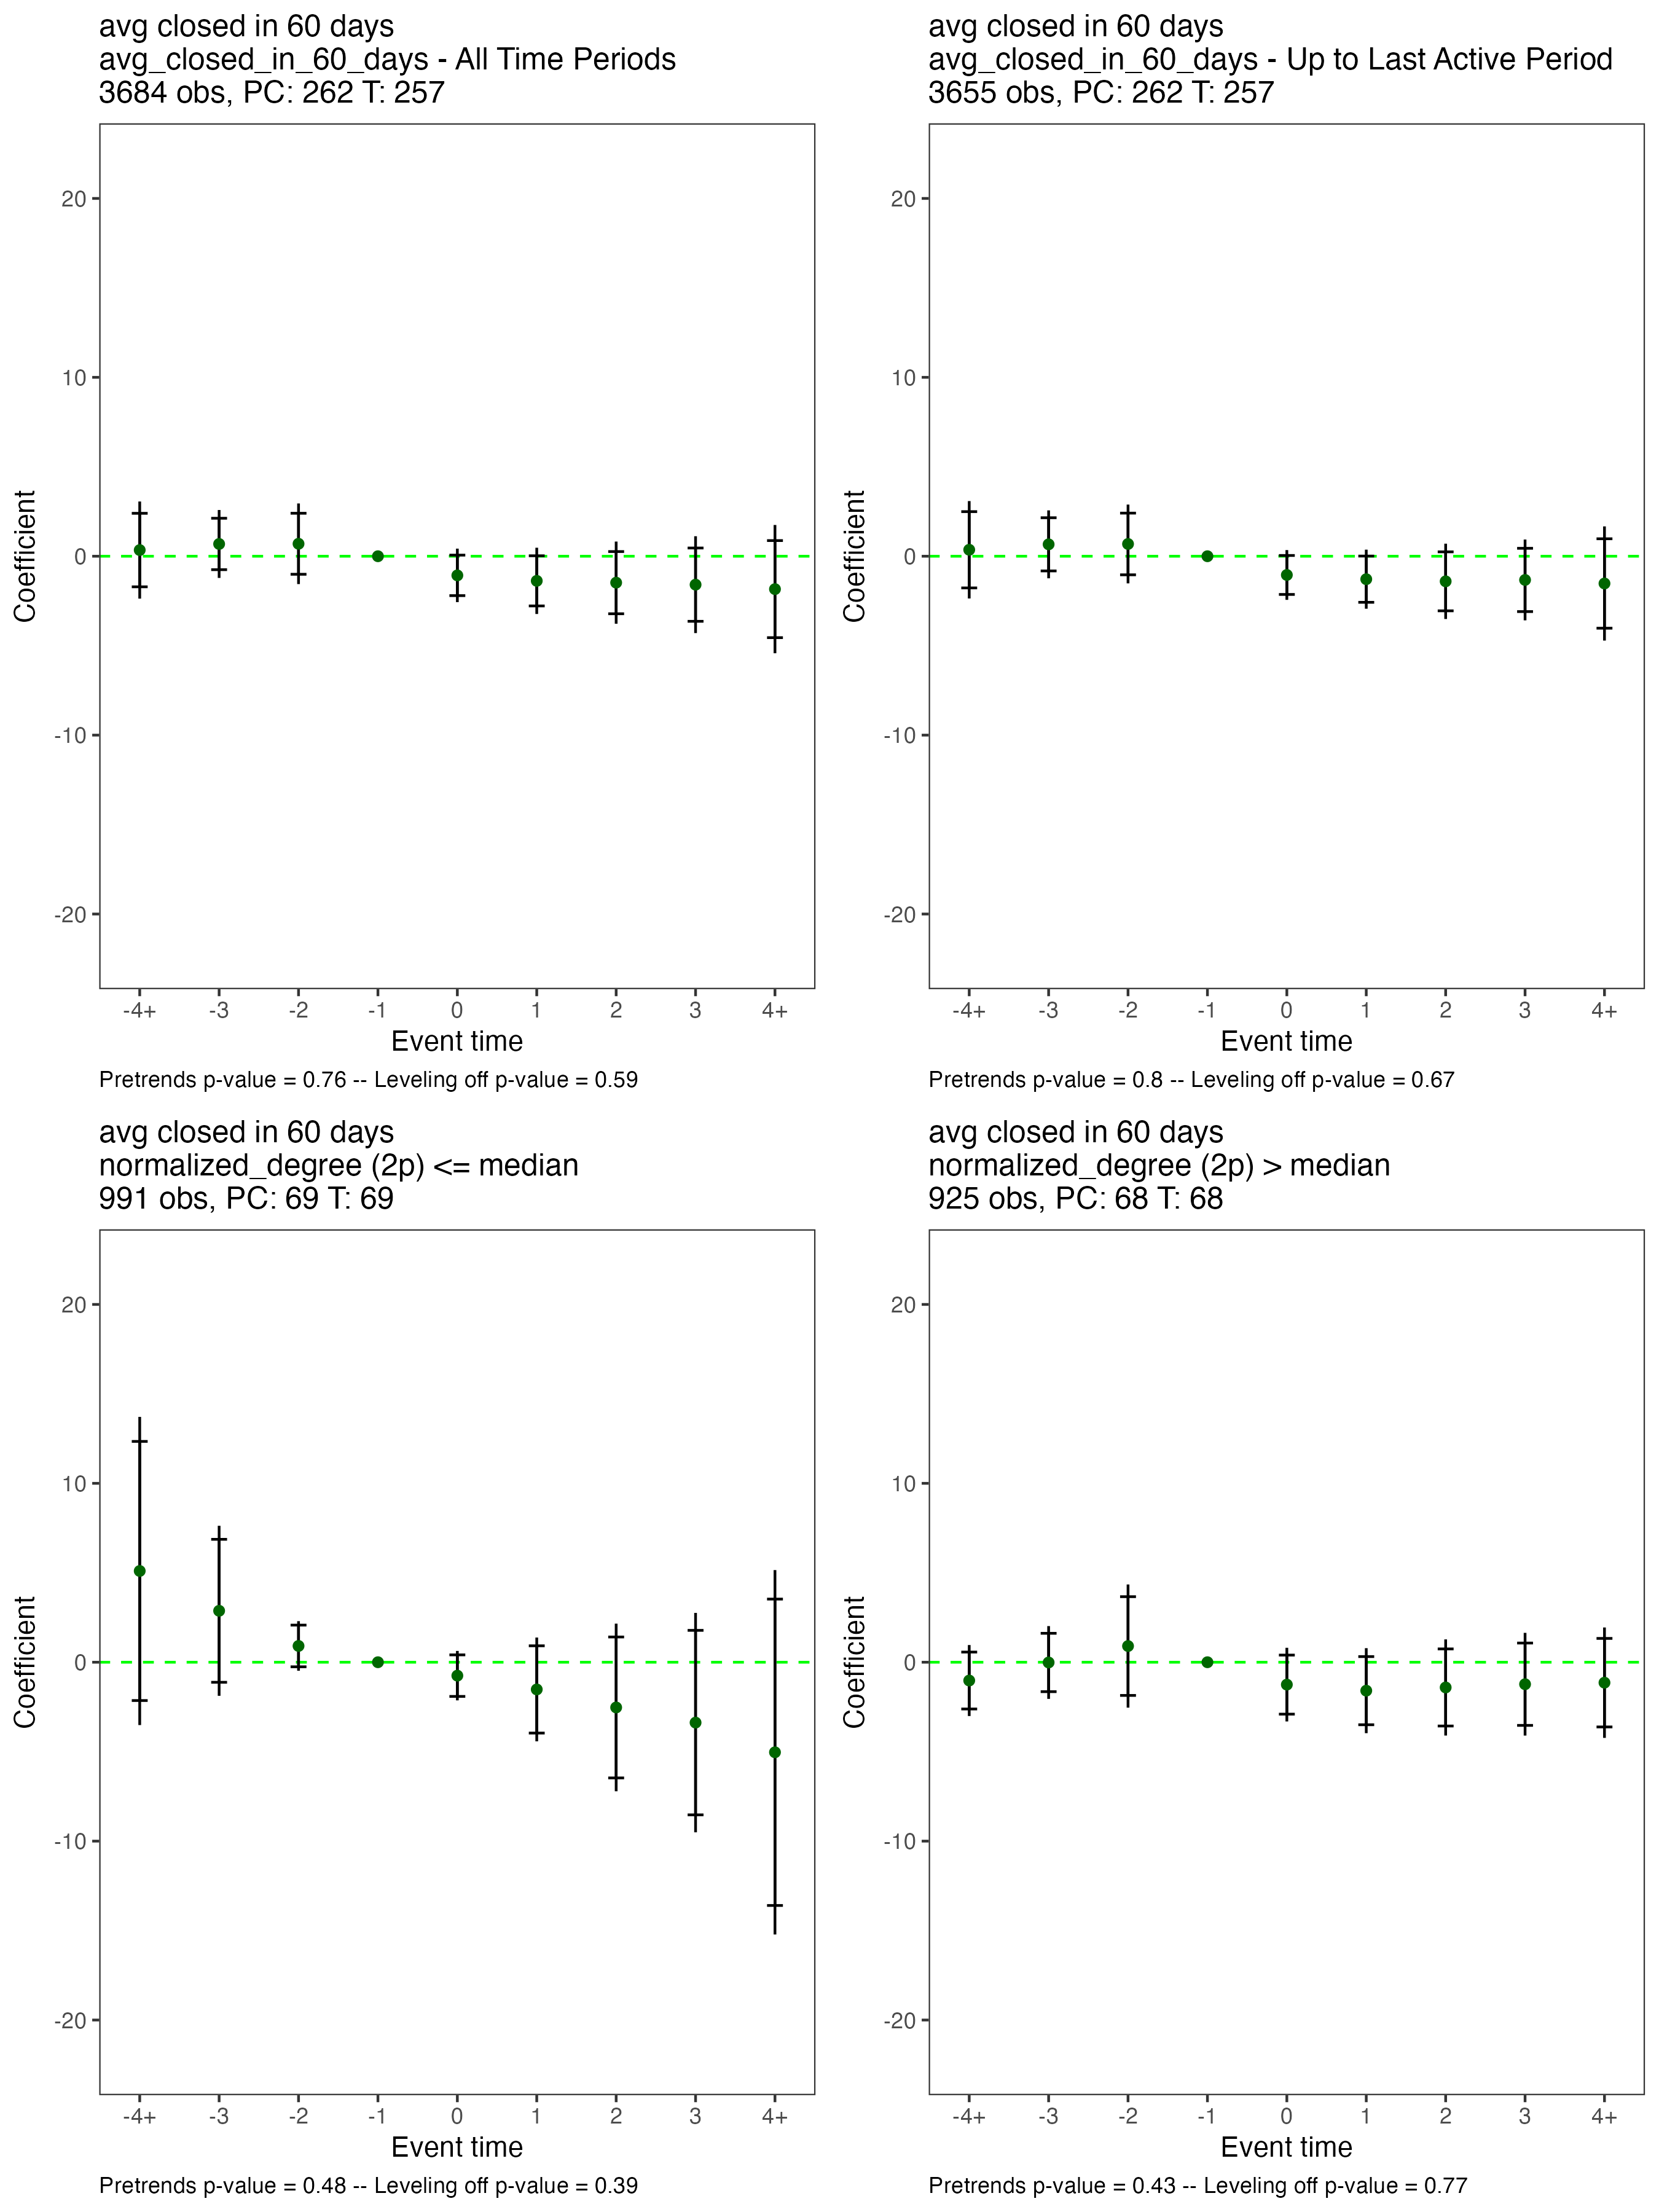 avg closed in 60 days
avg_closed_in_60_days - All Time Periods
3684 obs, PC: 262 T: 257
20
10
0
-10
-20
Coefficient
-4+ -3 -2 -1 0 1 2 3 4+
Event time
Pretrends p-value = 0.76 -- Leveling off p-value = 0.59
avg closed in 60 days
avg_closed_in_60_days - Up to Last Active Period
3655 obs, PC: 262 T: 257
20
10
0
-10
-20
Coefficient
-4+ -3 -2 -1 0 1 2 3 4+
Event time
Pretrends p-value = 0.8 -- Leveling off p-value = 0.67
avg closed in 60 days
normalized_degree (2p) <= median
991 obs, PC: 69 T: 69
20
10
0
-10
-20
Coefficient
-4+ -3 -2 -1 0 1 2 3 4+
Event time
Pretrends p-value = 0.48 -- Leveling off p-value = 0.39
avg closed in 60 days
normalized_degree (2p) > median
925 obs, PC: 68 T: 68
20
10
0
-10
-20
Coefficient
-4+ -3 -2 -1 0 1 2 3 4+
Event time
Pretrends p-value = 0.43 -- Leveling off p-value = 0.77